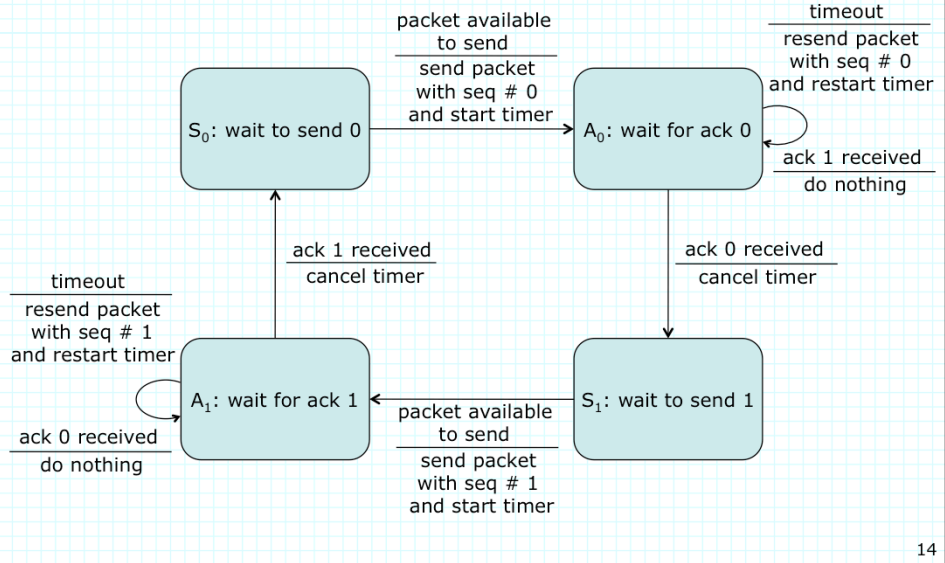 packet available
to send
send packet
with seq # 0
and start timer
timeout
resend packet
with seq # 0
and restart timer
S0: wait to send 0
A0: wait for ack 0
ack 1 received
do nothing
ack 1 received
cancel timer
ack 0 received
cancel timer
timeout
resend packet
with seq # 1
and restart timer
A1: wait for ack 1
S1: wait to send 1
packet available
to send
send packet
with seq # 1
and start timer
ack 0 received
do nothing
14